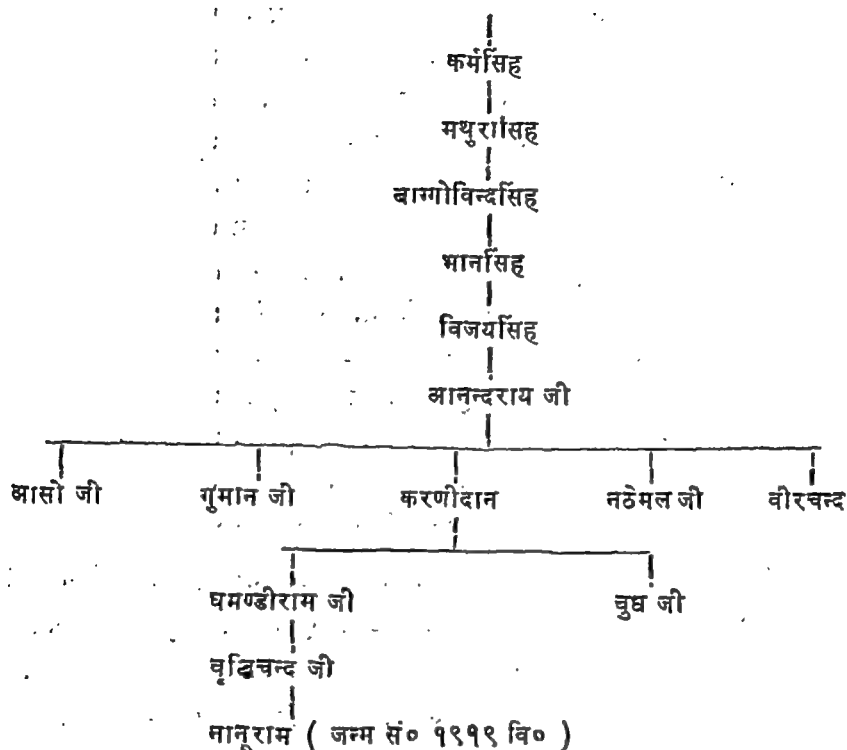 कर्मसिंह
मथुरासिंह
बाग्गोविन्दसिंह
भानसिंह
विजयसिंह
आनन्दराय जी
आसो जी गुमान जी करणीदान नठेमल जी वीरचन्द
घमण्डीराम जी चुघ जी
वृद्धिचन्द जी
नानूराम ( जन्म सं० १९१९ वि० )